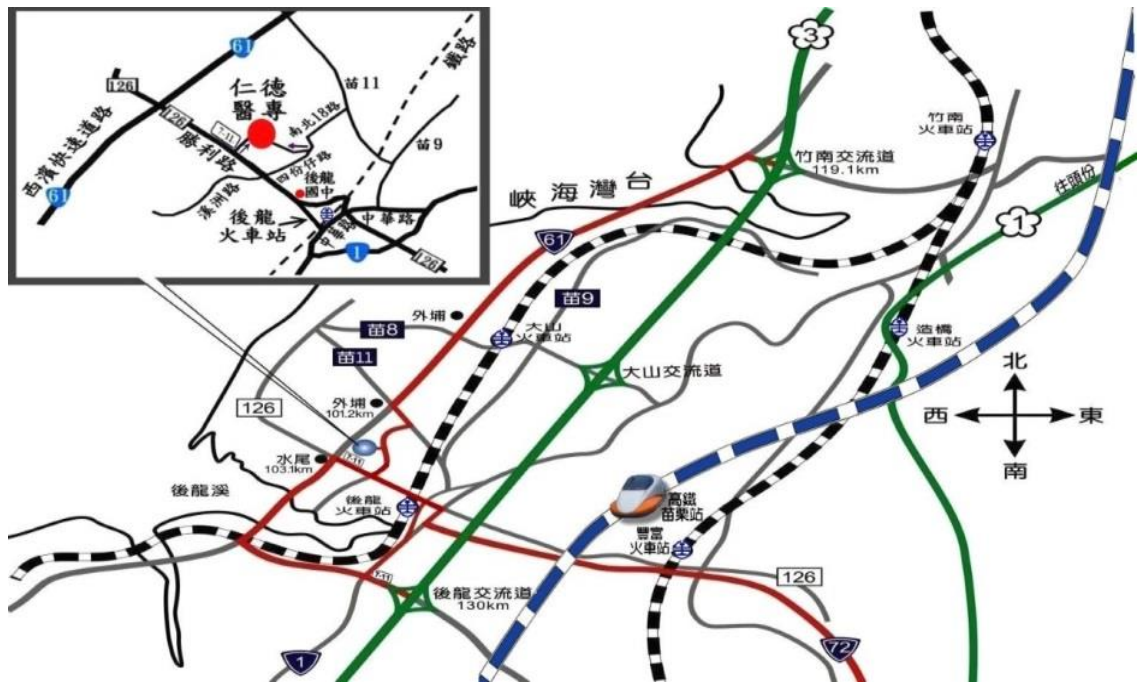 61
126
仁德
醫專
苗11
鐵路
西濱快速道路
126
7-11
南北18路
勝利路
四份仔路
苗9
後龍
國中
溪洲路
後龍
火車站
中華路
中華路
61
1
126
3
竹南
火車站
竹南交流道
119.1km
往頭份
台灣海峽
61
1
苗9
外埔
苗8
大山
火車站
造橋
火車站
苗11
大山交流道
北
西
東
南
126
外埔
101.2km
水尾
103.1km
7-11
後龍溪
後龍
火車站
高鐵
苗栗站
豐富
火車站
7-11
後龍交流道
130km
126
1
72